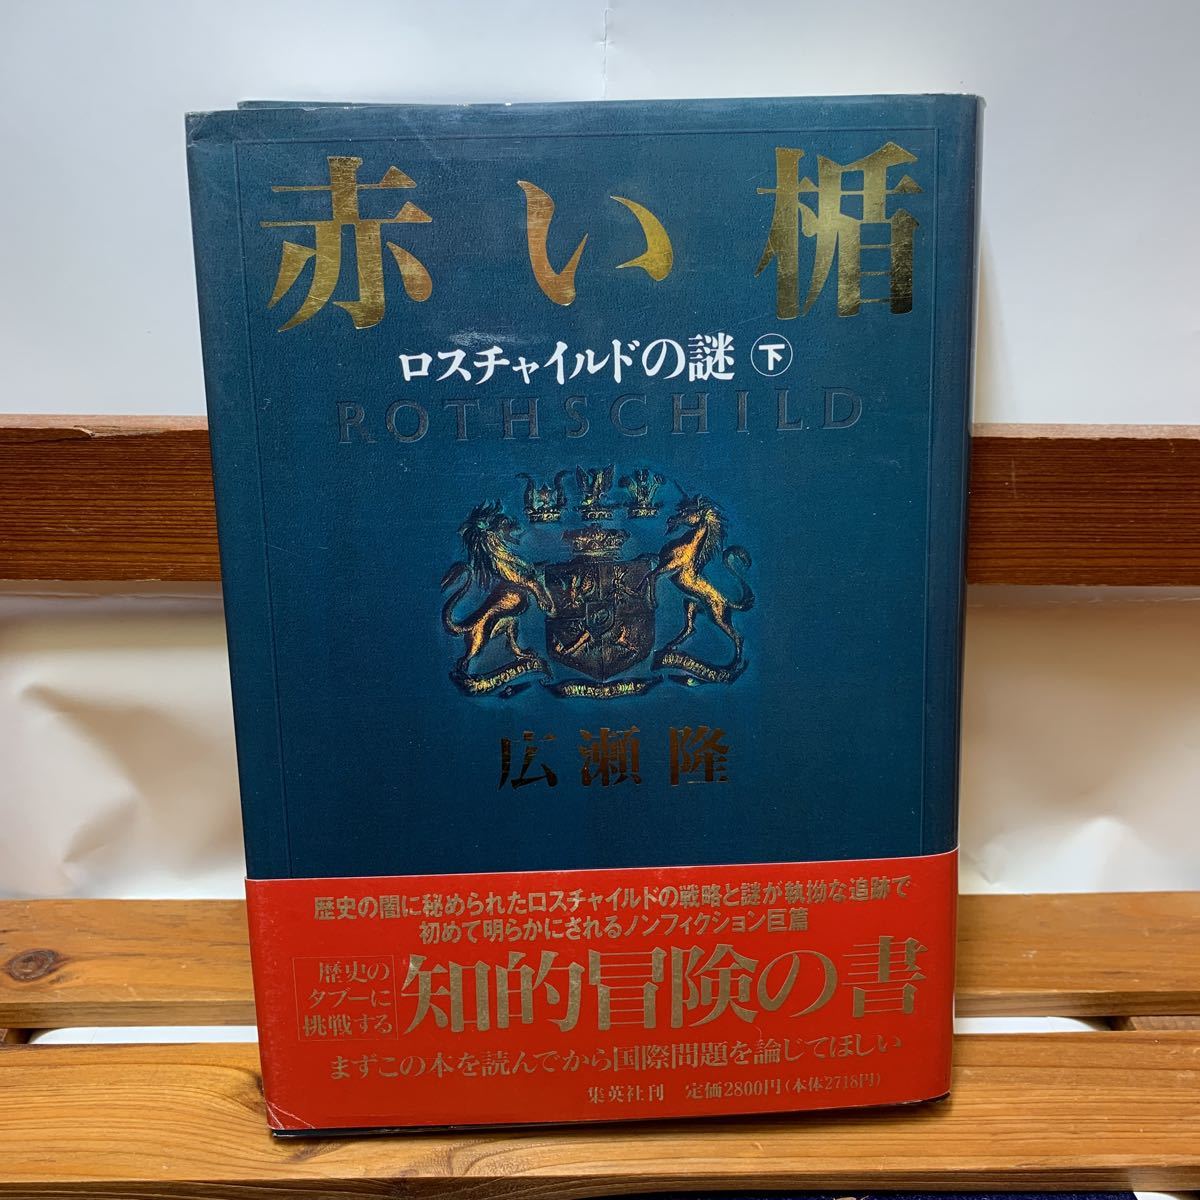 赤い楯
ロスチャイルドの謎 下
ROTHSCHILD
広瀬隆
歴史の闇に秘められたロスチャイルドの戦略と謎が執拗な追跡で
初めて明らかにされるノンフィクション巨篇
歴史の
タブーに
挑戦する
知的冒険の書
まずこの本を読んでから国際問題を論じてほしい
集英社刊 定価2800円(本体2718円)